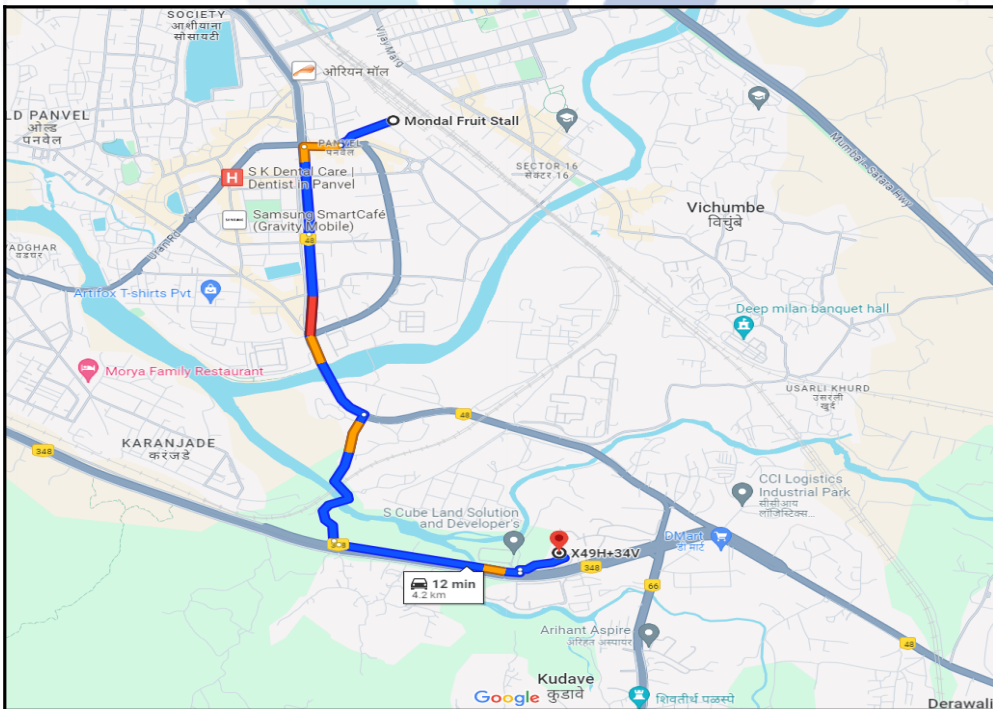 SOCIETY
आशीयाना
सोसायटी
Vijay Marg
ओरियन मॉल
LD PANVEL
ओल्ड
पनवेल
Mondal Fruit Stall
PANVEL
पनवेल
S K Dental Care |
Dentist in Panvel
H
SECTOR 16
सेक्टर 16
Mumbai - Satara Hwy
Samsung SmartCafé
(Gravity Mobile)
Vichumbe
विचुंबे
VADGHAR
वडघर
Uran Rd
48
Artifox T-shirts Pvt
Deep milan banquet hall
Morya Family Restaurant
USARLI KHURD
उसरली
खुर्द
48
KARANJADE
करंजडे
348
CCI Logistics
Industrial Park
सीसीआय
लॉजिस्टिक्स...
S Cube Land Solution
and Developer's
DMart
डी मार्ट
X49H+34V
348
12 min
4.2 km
66
Arihant Aspire
अरिहंत अस्पायर
48
Kudave
कुडावे
Google
शिवतीर्थ पळस्पे
Derawali